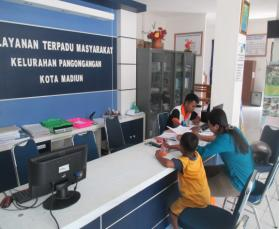 LAYANAN TERPADU MASYARAKAT
KELURAHAN PANGONGANGAN
KOTA MADIUN